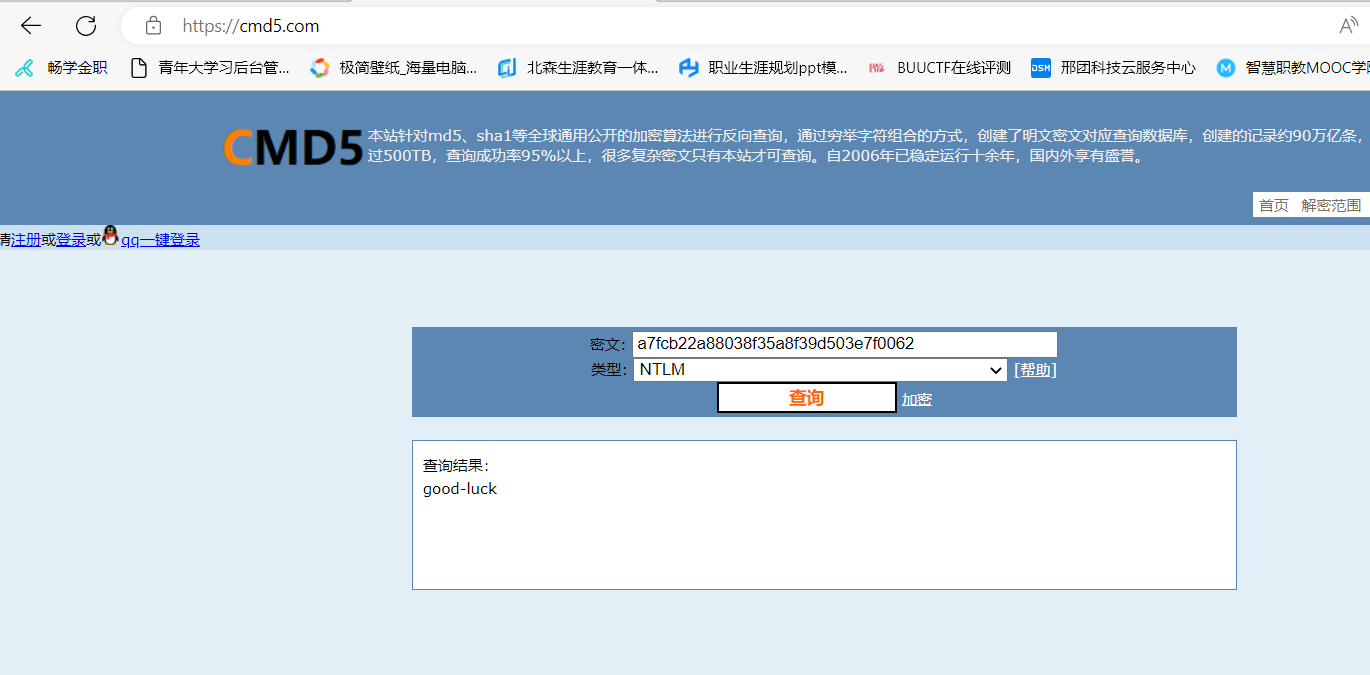 https://cmd5.com
畅学金职 青年大学习后台管... 极简壁纸_海量电脑... 北森生涯教育一体... 职业生涯规划ppt模... BUUCTF在线评测 邢团科技云服务中心 智慧职教MOOC学
CMD5
本站针对md5、sha1等全球通用公开的加密算法进行反向查询，通过穷举字符组合的方式，创建了明文密文对应查询数据库，创建的记录约90万亿条，
过500TB，查询成功率95%以上，很多复杂密文只有本站才可查询。自2006年已稳定运行十余年，国内外享有盛誉。
首页 解密范围
请注册或登录或qq一键登录
密文： a7fcb22a88038f35a8f39d503e7f0062
类型： NTLM [帮助]
查询 加密
查询结果：
good-luck